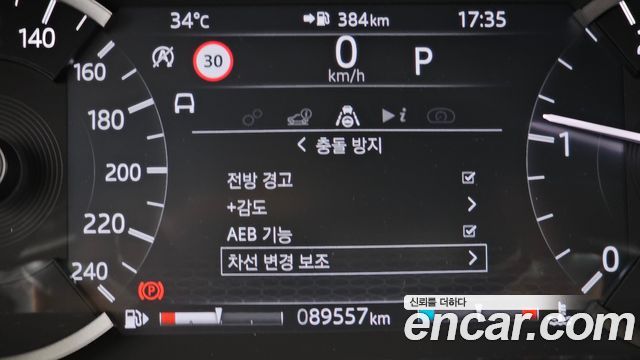 34°C 384km 17:35
140
160
180
200
220
240
30
0
km/h
P
i
충돌 방지
전방 경고
+감도
AEB 기능
차선 변경 보조
1
0
089557 km
신뢰를 더하다
encar.com